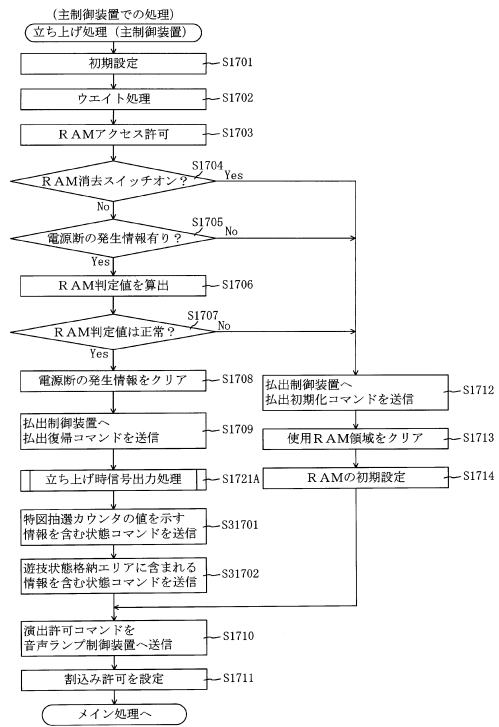 (主制御装置での処理)
立ち上げ処理(主制御装置)
初期設定
S1701
ウエイト処理
S1702
RAMアクセス許可
S1703
RAM消去スイッチオン?
S1704
Yes
No
電源断の発生情報有り?
S1705
No
Yes
RAM判定値を算出
S1706
RAM判定値は正常?
S1707
No
Yes
電源断の発生情報をクリア
S1708
払出制御装置へ
払出復帰コマンドを送信
S1709
立ち上げ時信号出力処理
S1721A
特図抽選カウンタの値を示す
情報を含む状態コマンドを送信
S31701
遊技状態格納エリアに含まれる
情報を含む状態コマンドを送信
S31702
払出制御装置へ
払出初期化コマンドを送信
S1712
使用RAM領域をクリア
S1713
RAMの初期設定
S1714
演出許可コマンドを
音声ランプ制御装置へ送信
S1710
割込み許可を設定
S1711
メイン処理へ